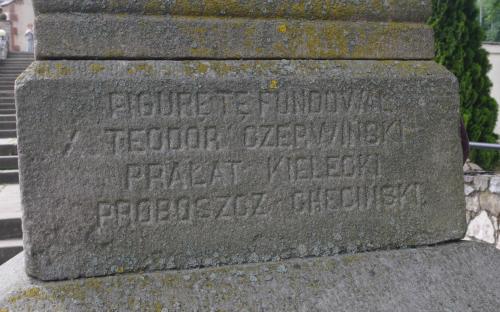 FIGURĘ TĘ FUNDOWAŁ
TEODOR CZERWIŃSKI
PRAŁAT KIELECKI
PROBOSZCZ CHĘCIŃSKI